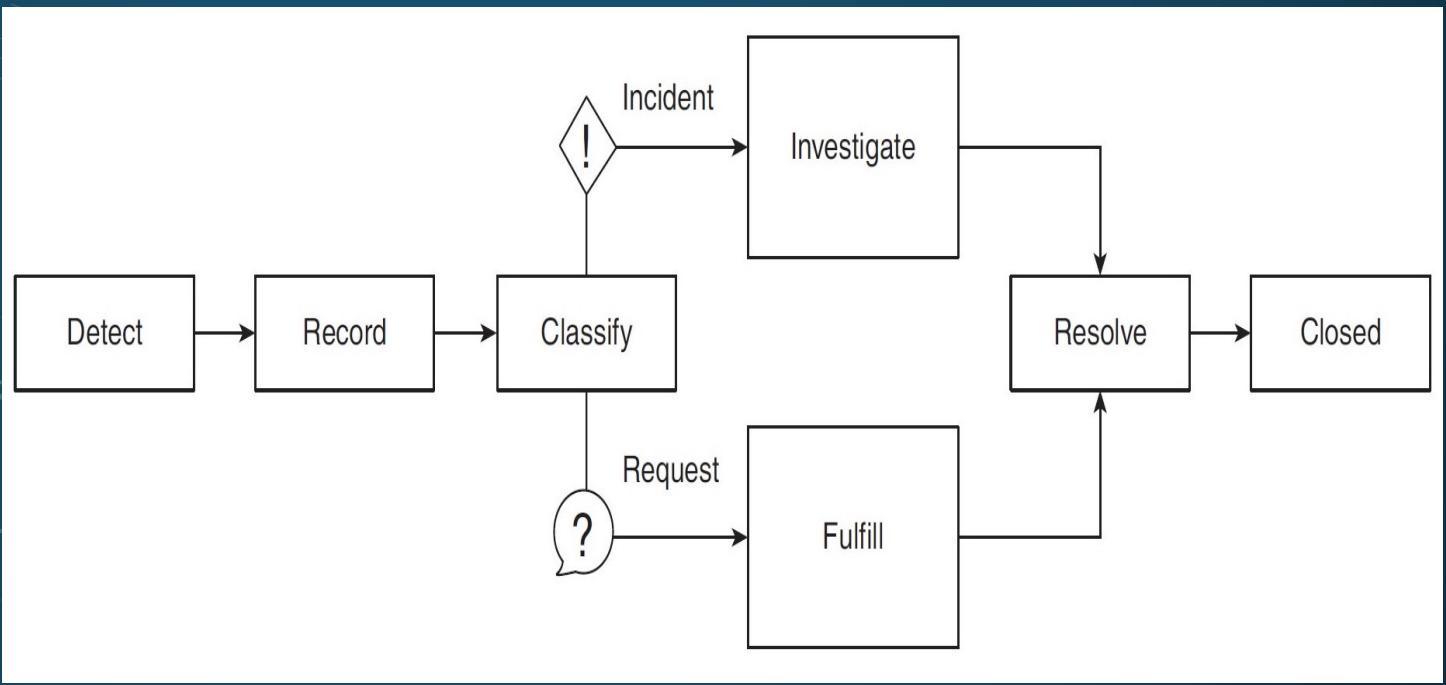 Detect
Record
Classify
!
Incident
Investigate
?
Request
Fulfill
Resolve
Closed